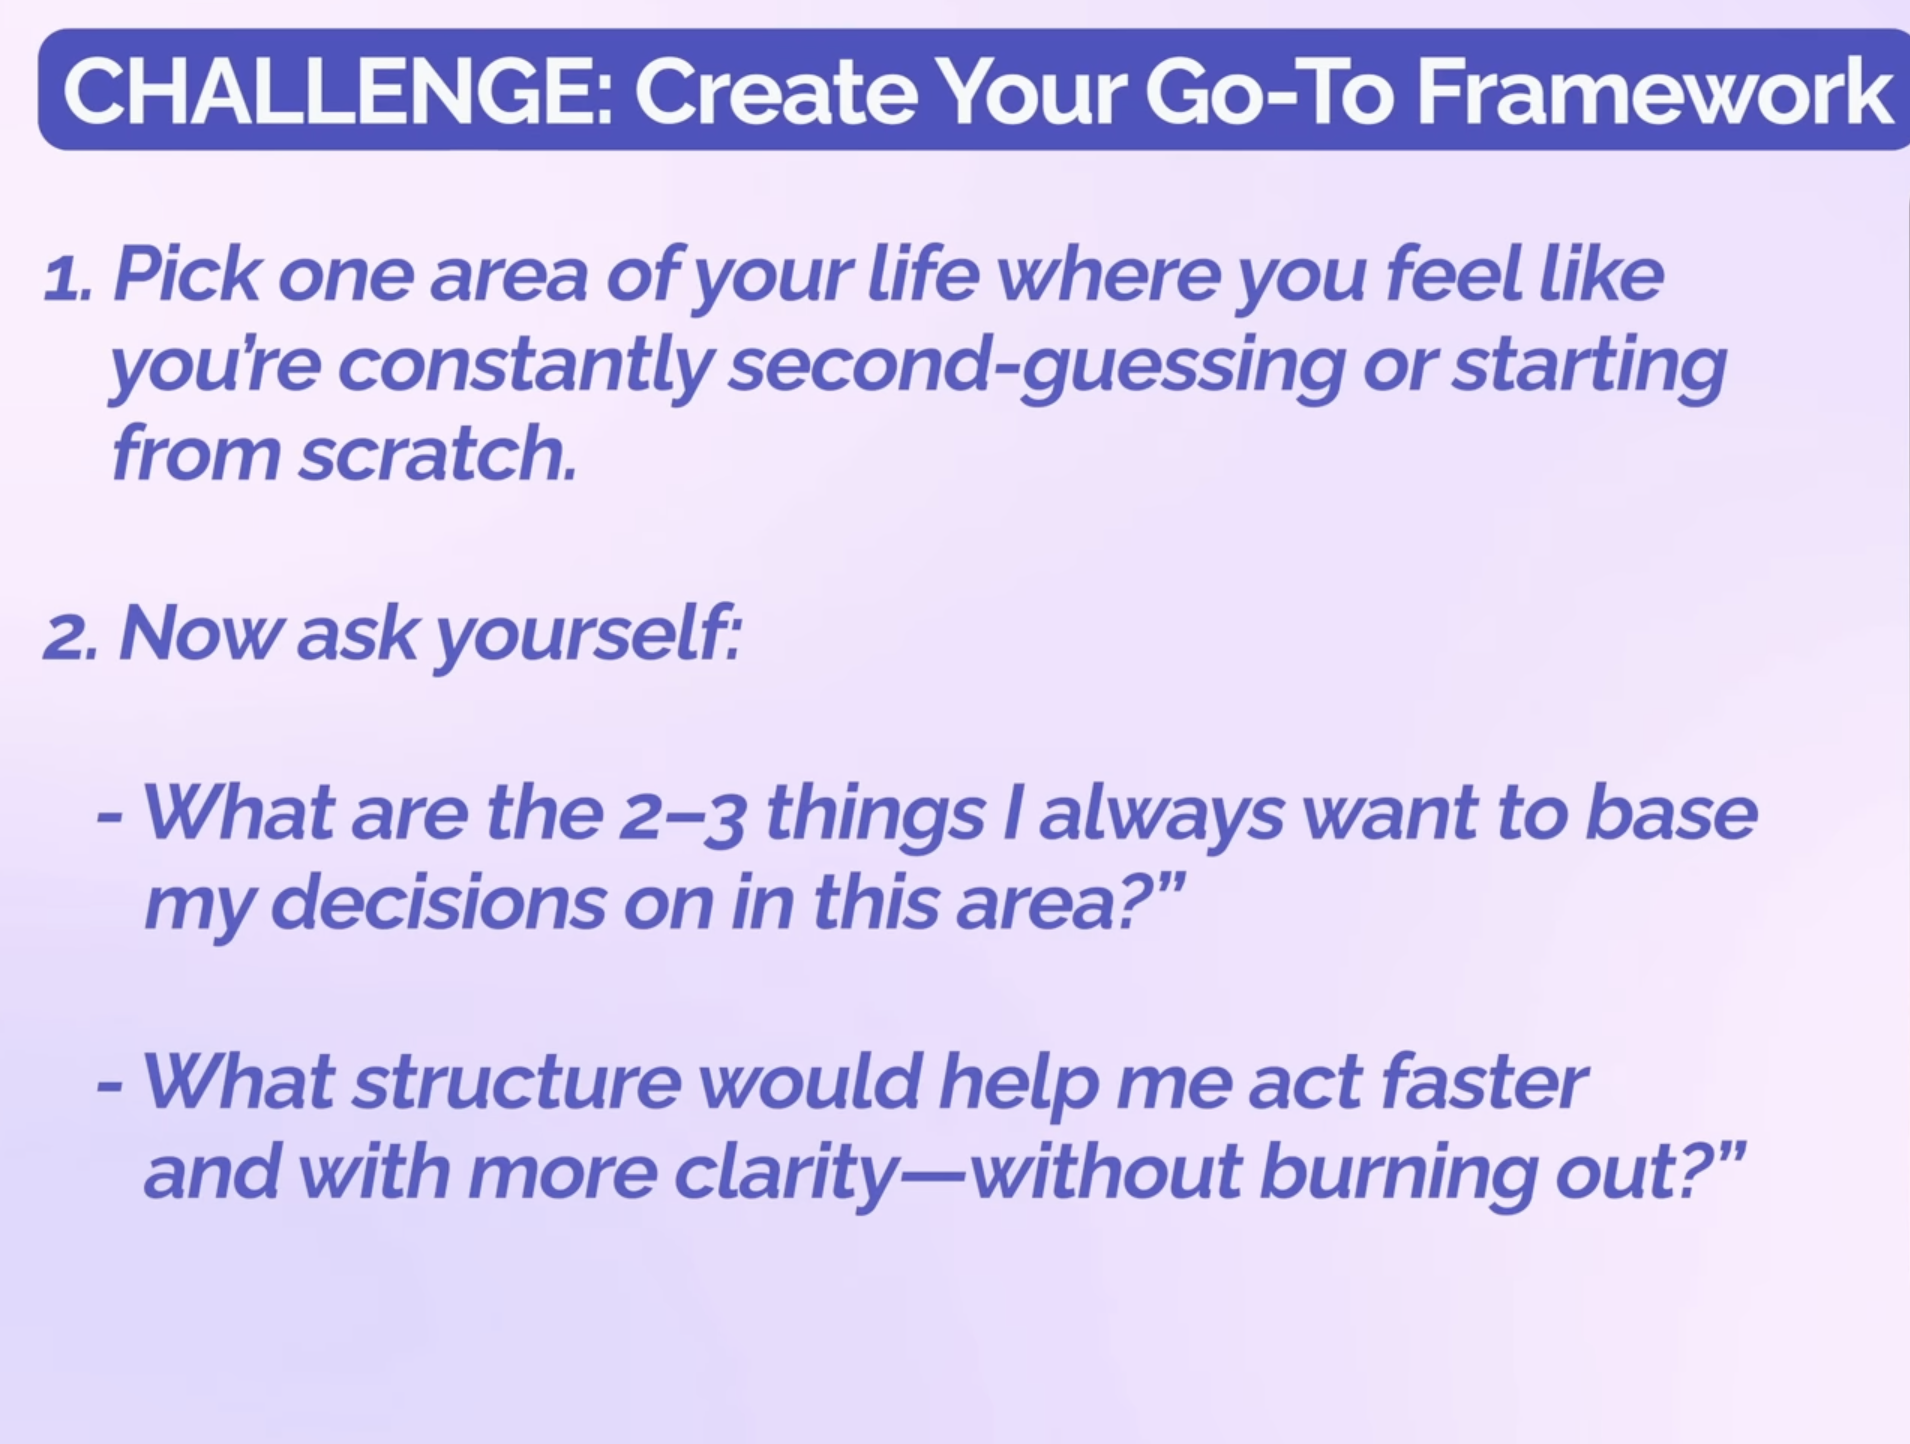 CHALLENGE: Create Your Go-To Framework
1. Pick one area of your life where you feel like
you’re constantly second-guessing or starting
from scratch.
2. Now ask yourself:
- What are the 2–3 things I always want to base
my decisions on in this area?”
- What structure would help me act faster
and with more clarity—without burning out?”